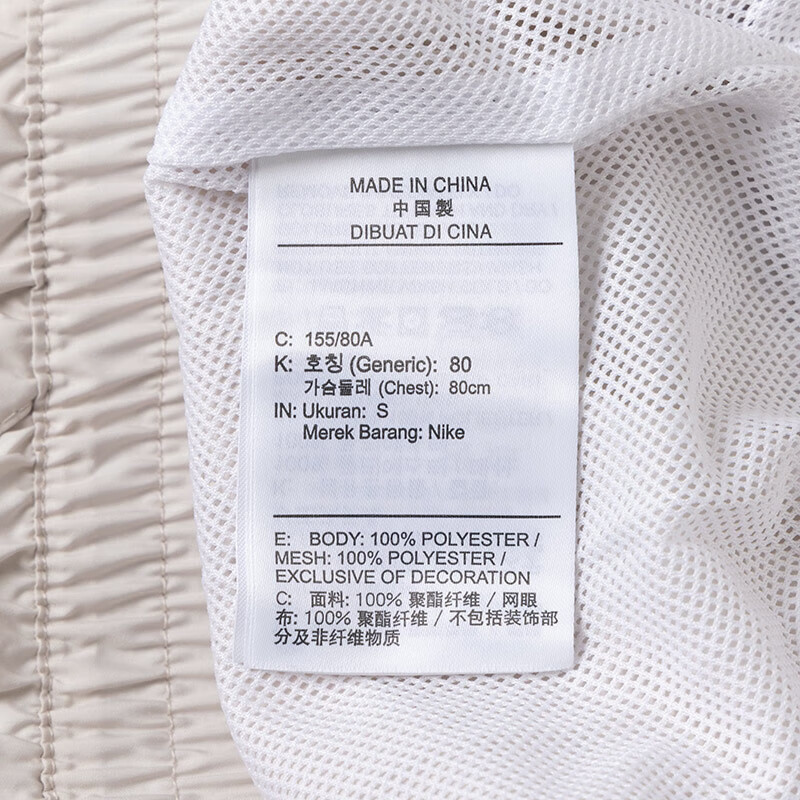 MADE IN CHINA
中国製
DIBUAT DI CINA
C: 155/80A
K: 호칭 (Generic): 80
가슴둘레 (Chest): 80cm
IN: Ukuran: S
Merek Barang: Nike
E: BODY: 100% POLYESTER /
MESH: 100% POLYESTER /
EXCLUSIVE OF DECORATION
C: 面料: 100% 聚酯纤维 / 网眼
布: 100% 聚酯纤维 / 不包括装饰部
分及非纤维物质